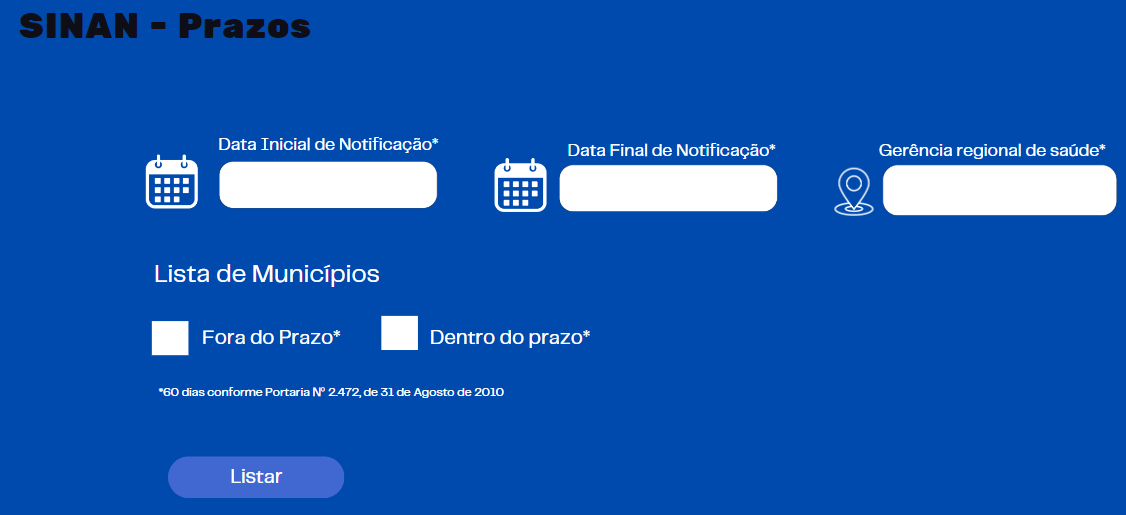 SINAN - Prazos
Data Inicial de Notificação*
Data Final de Notificação*
Gerência regional de saúde*
Lista de Municípios
Fora do Prazo*
Dentro do prazo*
*60 dias conforme Portaria Nº 2.472, de 31 de Agosto de 2010
Listar